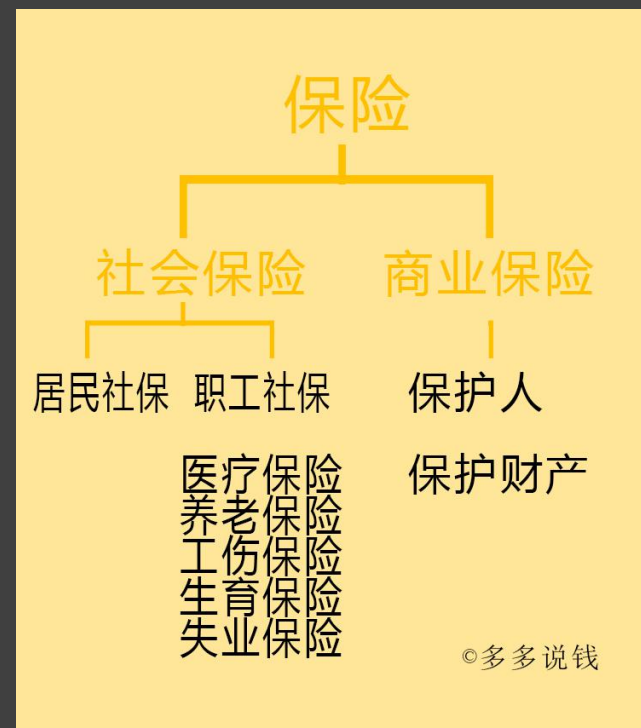 保险
社会保险 商业保险
居民社保 职工社保 保护人
医疗保险 保护财产
养老保险
工伤保险
生育保险
失业保险
©多多说钱